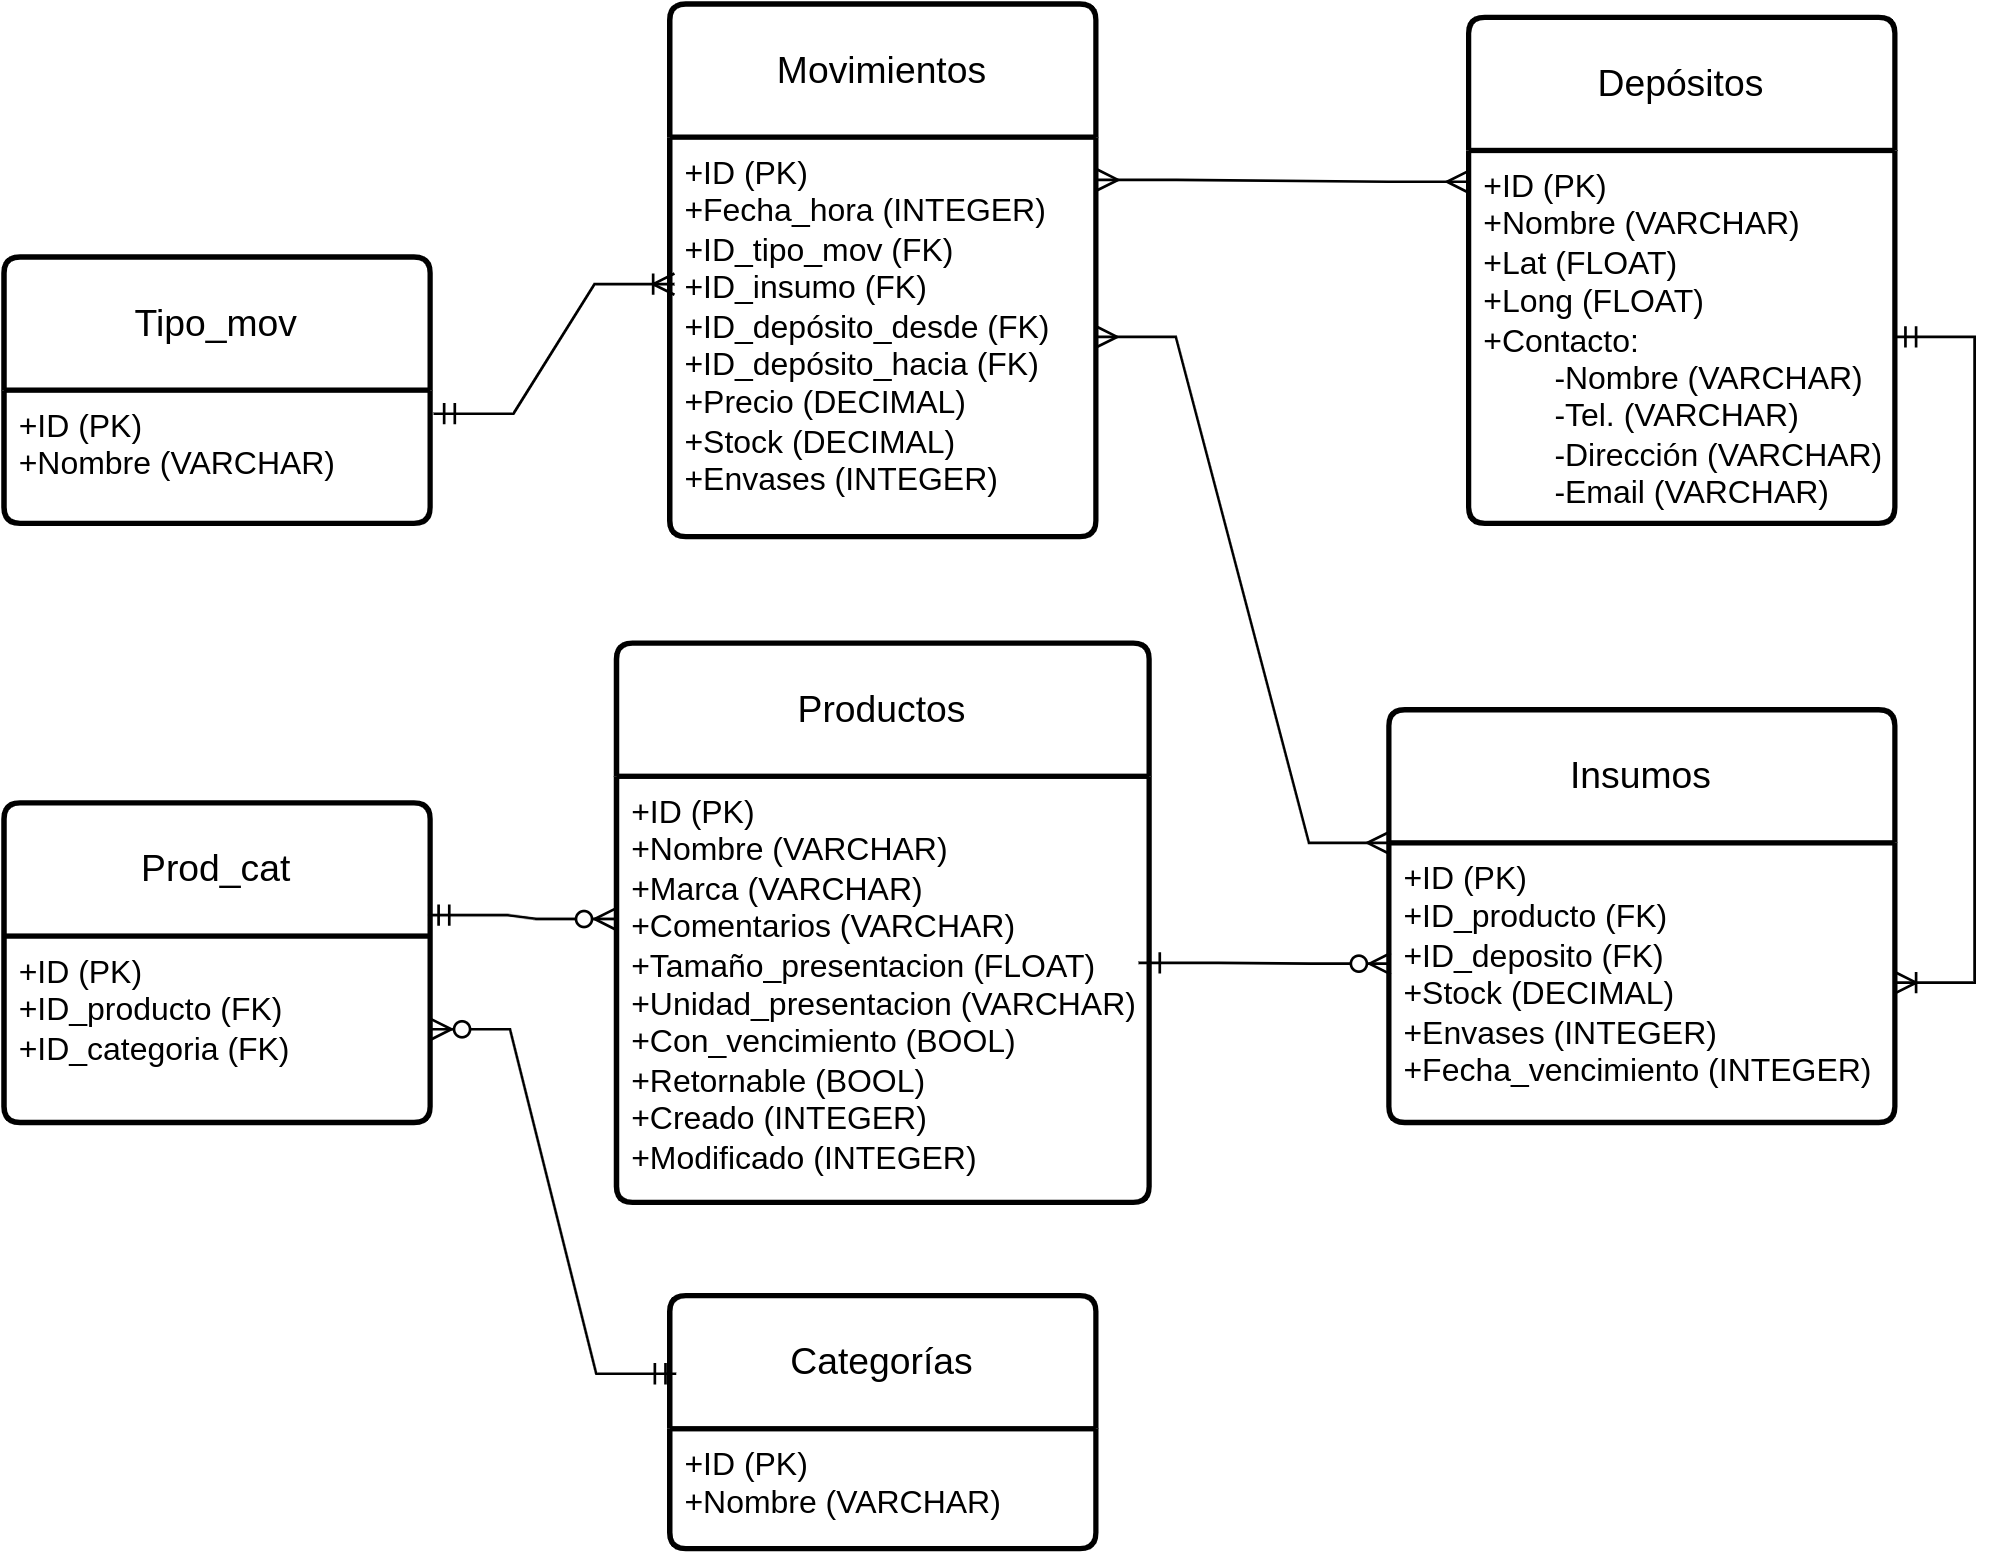 Movimientos
+ID (PK)
+Fecha_hora (INTEGER)
+ID_tipo_mov (FK)
+ID_insumo (FK)
+ID_depósito_desde (FK)
+ID_depósito_hacia (FK)
+Precio (DECIMAL)
+Stock (DECIMAL)
+Envases (INTEGER)
Depósitos
+ID (PK)
+Nombre (VARCHAR)
+Lat (FLOAT)
+Long (FLOAT)
+Contacto:
-Nombre (VARCHAR)
-Tel. (VARCHAR)
-Dirección (VARCHAR)
-Email (VARCHAR)
Tipo_mov
+ID (PK)
+Nombre (VARCHAR)
Productos
+ID (PK)
+Nombre (VARCHAR)
+Marca (VARCHAR)
+Comentarios (VARCHAR)
+Tamaño_presentacion (FLOAT)
+Unidad_presentacion (VARCHAR)
+Con_vencimiento (BOOL)
+Retornable (BOOL)
+Creado (INTEGER)
+Modificado (INTEGER)
Insumos
+ID (PK)
+ID_producto (FK)
+ID_deposito (FK)
+Stock (DECIMAL)
+Envases (INTEGER)
+Fecha_vencimiento (INTEGER)
Prod_cat
+ID (PK)
+ID_producto (FK)
+ID_categoria (FK)
Categorías
+ID (PK)
+Nombre (VARCHAR)